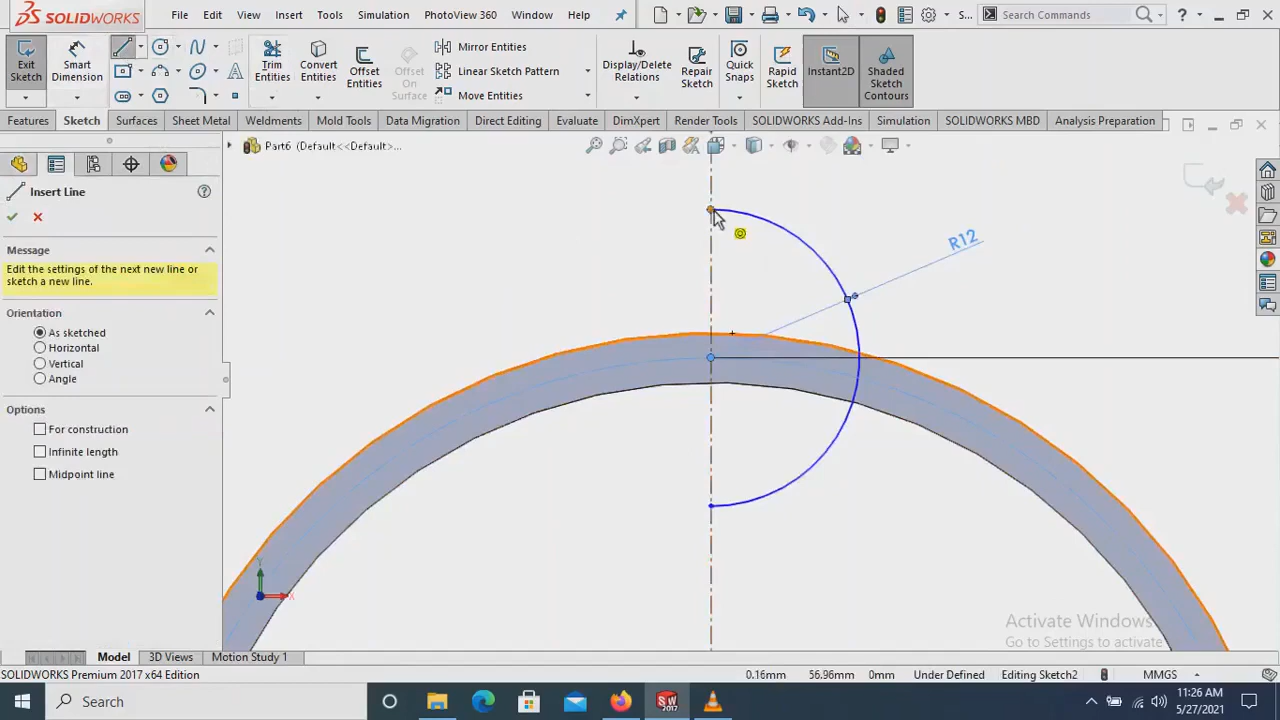 SOLIDWORKS File Edit View Insert Tools Simulation PhotoView 360 Window Help S... Search Commands ?
Exit Sketch
Smart Dimension
Trim Entities
Convert Entities
Offset Entities
Offset On Surface
Mirror Entities
Linear Sketch Pattern
Move Entities
Display/Delete Relations
Repair Sketch
Quick Snaps
Rapid Sketch
Instant2D
Shaded Sketch Contours
Features Sketch Surfaces Sheet Metal Weldments Mold Tools Data Migration Direct Editing Evaluate DimXpert Render Tools SOLIDWORKS Add-Ins Simulation SOLIDWORKS MBD Analysis Preparation
Part6 (Default<<Default>...
Insert Line
Message
Edit the settings of the next new line or
sketch a new line.
Orientation
As sketched
Horizontal
Vertical
Angle
Options
For construction
Infinite length
Midpoint line
R12
Y
X
Activate Windows
Go to Settings to activate
Model 3D Views Motion Study 1
SOLIDWORKS Premium 2017 x64 Edition 0.16mm 56.96mm 0mm Under Defined Editing Sketch2 MMGS
Search
11:26 AM
5/27/2021